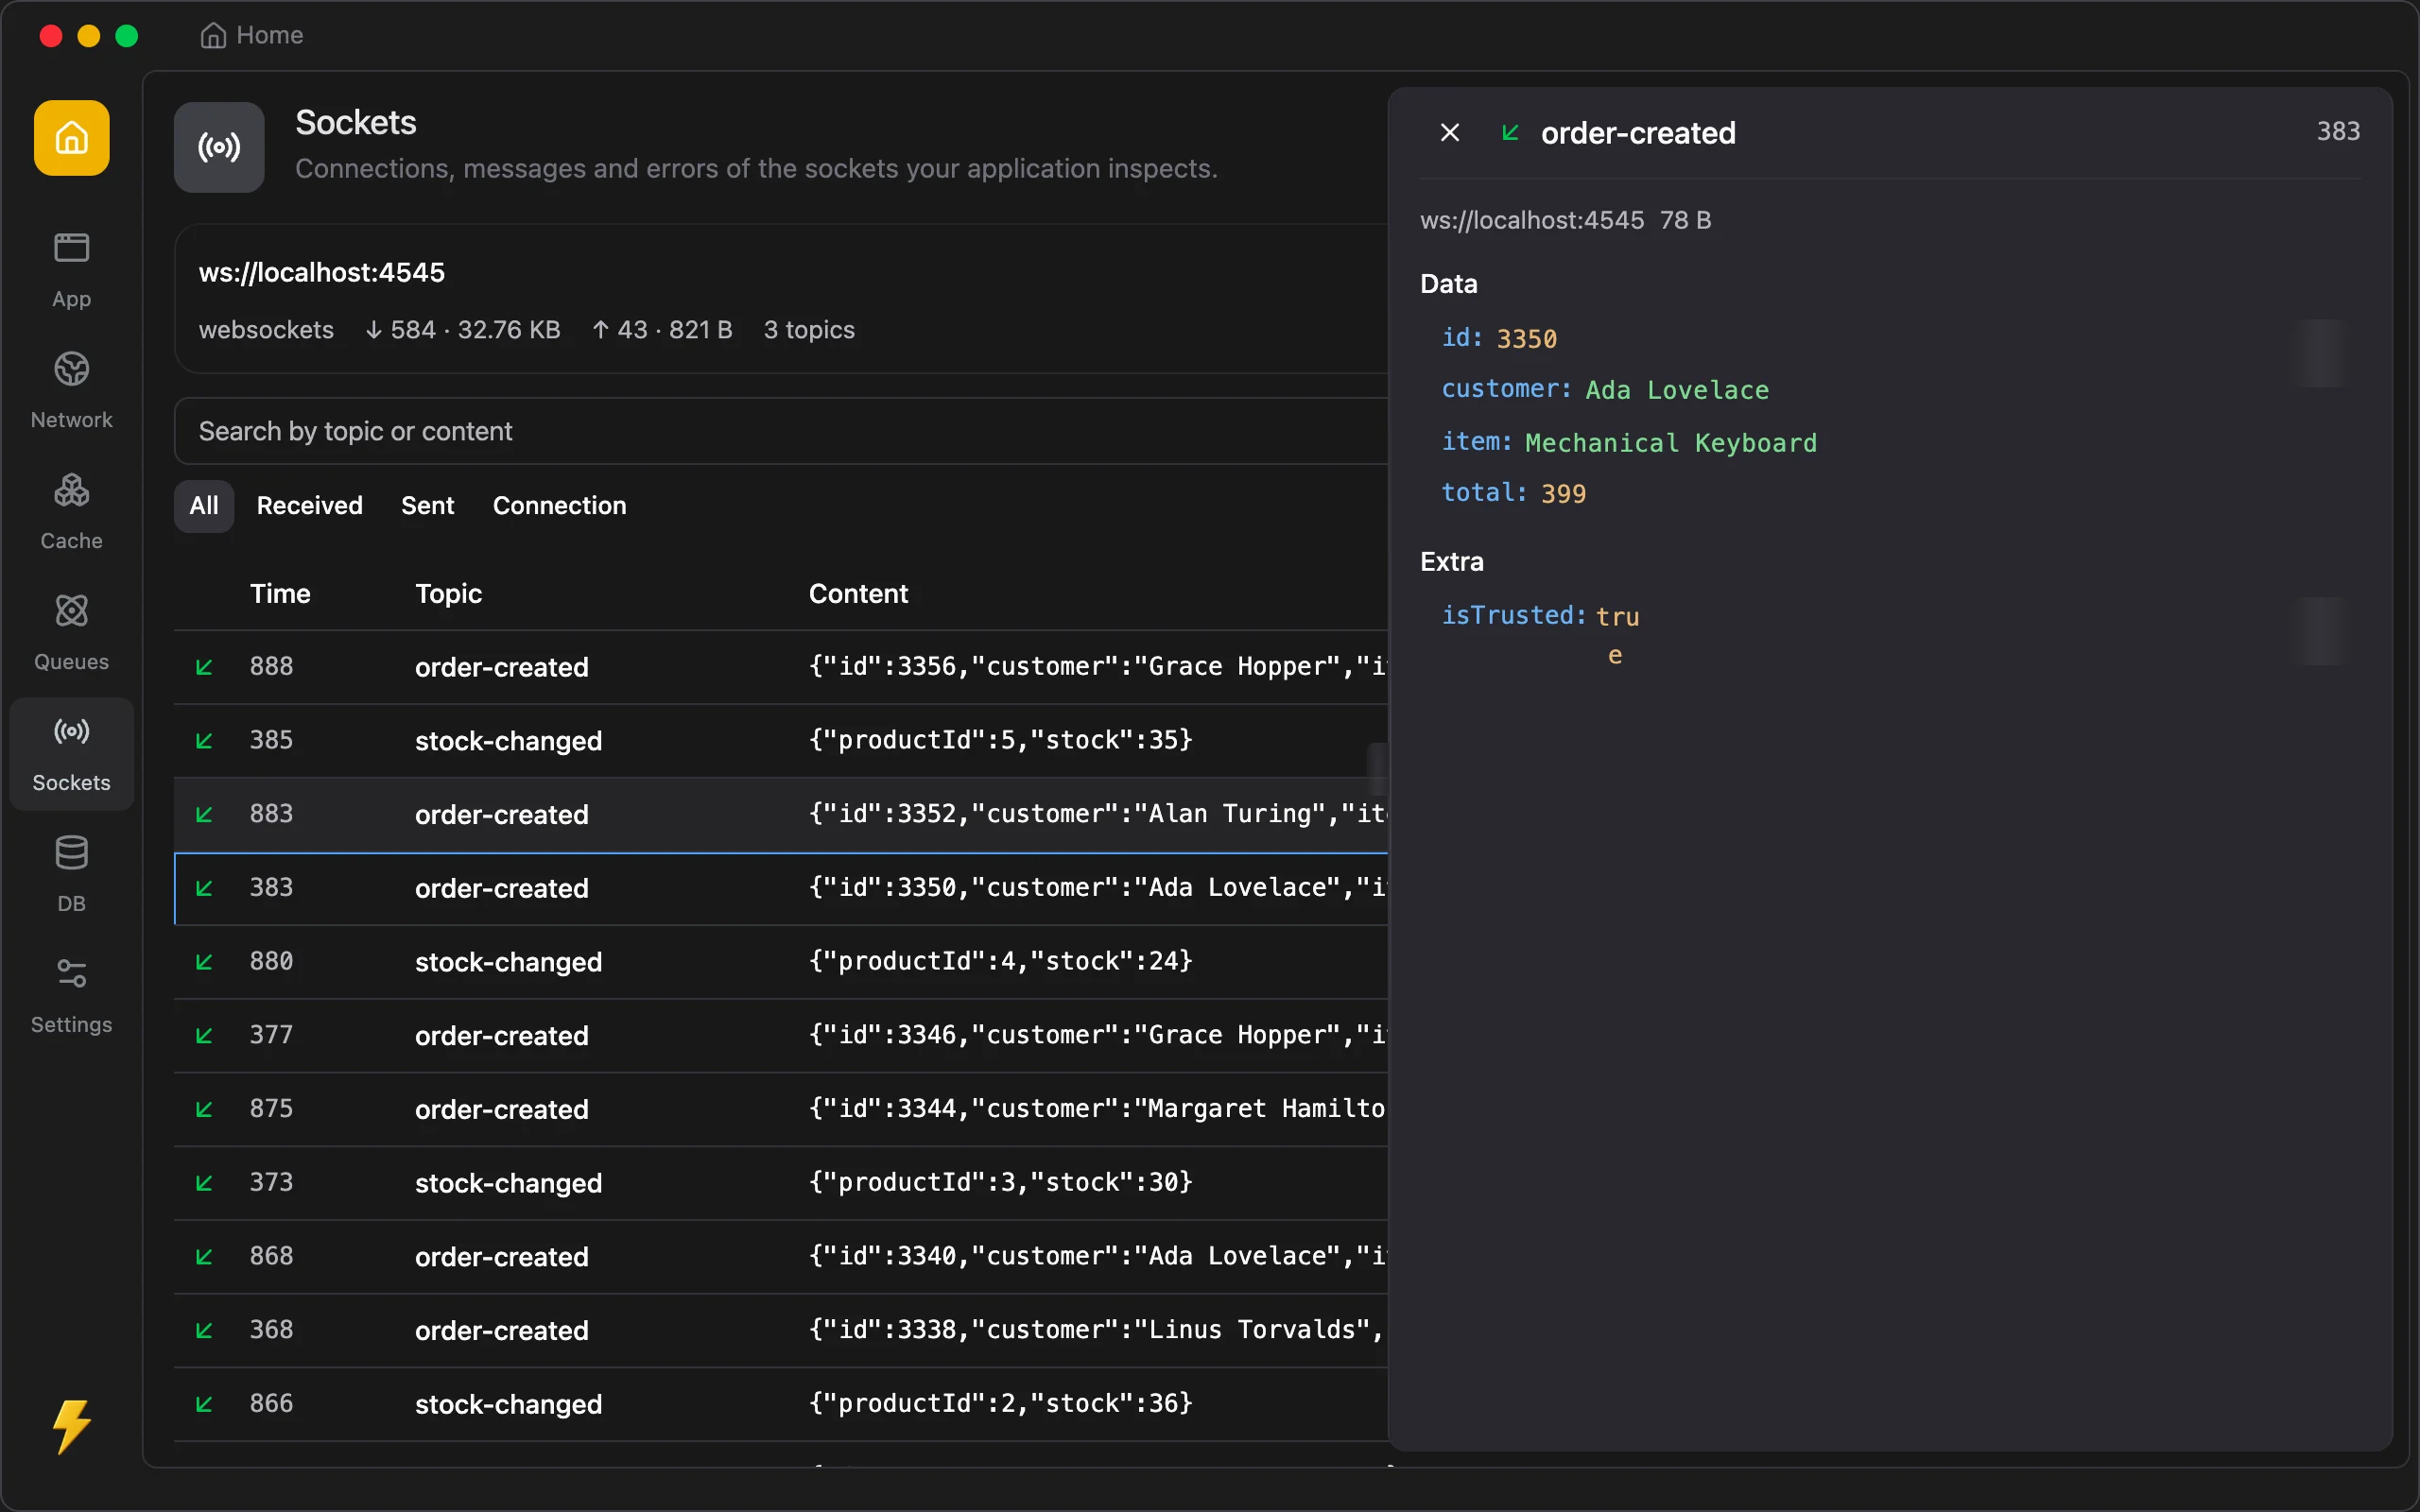 Home
App
Network
Cache
Queues
Sockets
DB
Settings
Sockets
Connections, messages and errors of the sockets your application inspects.
ws://localhost:4545
websockets ↓ 584 · 32.76 KB ↑ 43 · 821 B 3 topics
Search by topic or content
All Received Sent Connection
Time Topic Content
888 order-created {"id":3356,"customer":"Grace Hopper","i
385 stock-changed {"productId":5,"stock":35}
883 order-created {"id":3352,"customer":"Alan Turing","it
383 order-created {"id":3350,"customer":"Ada Lovelace","i
880 stock-changed {"productId":4,"stock":24}
377 order-created {"id":3346,"customer":"Grace Hopper","i
875 order-created {"id":3344,"customer":"Margaret Hamilto
373 stock-changed {"productId":3,"stock":30}
868 order-created {"id":3340,"customer":"Ada Lovelace","i
368 order-created {"id":3338,"customer":"Linus Torvalds",
866 stock-changed {"productId":2,"stock":36}
order-created 383
ws://localhost:4545 78 B
Data
id: 3350
customer: Ada Lovelace
item: Mechanical Keyboard
total: 399
Extra
isTrusted: tru
e